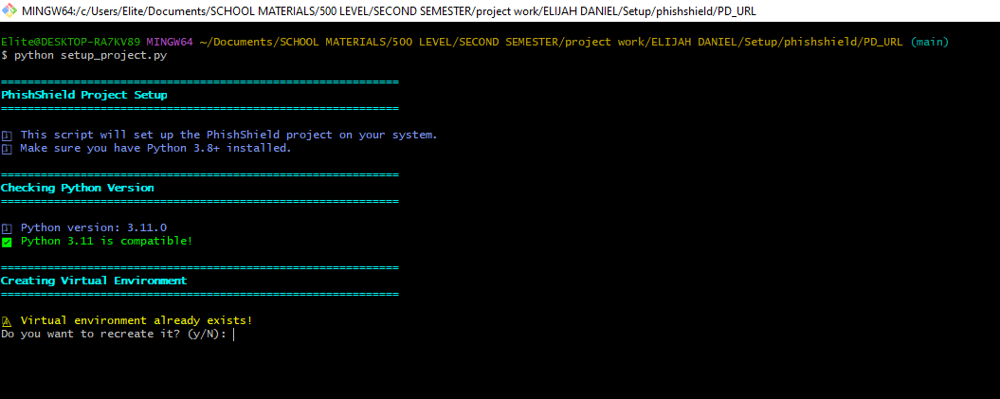 MINGW64:/c/Users/Elite/Documents/SCHOOL MATERIALS/500 LEVEL/SECOND SEMESTER/project work/ELIJAH DANIEL/Setup/phishshield/PD_URL
Elite@DESKTOP-RA7KV89 MINGW64 ~/Documents/SCHOOL MATERIALS/500 LEVEL/SECOND SEMESTER/project work/ELIJAH DANIEL/Setup/phishshield/PD_URL (main)
$ python setup_project.py
============================================================
PhishShield Project Setup
============================================================
ℹ This script will set up the PhishShield project on your system.
ℹ Make sure you have Python 3.8+ installed.
============================================================
Checking Python Version
============================================================
ℹ Python version: 3.11.0
✅ Python 3.11 is compatible!
============================================================
Creating Virtual Environment
============================================================
⚠ Virtual environment already exists!
Do you want to recreate it? (y/N):